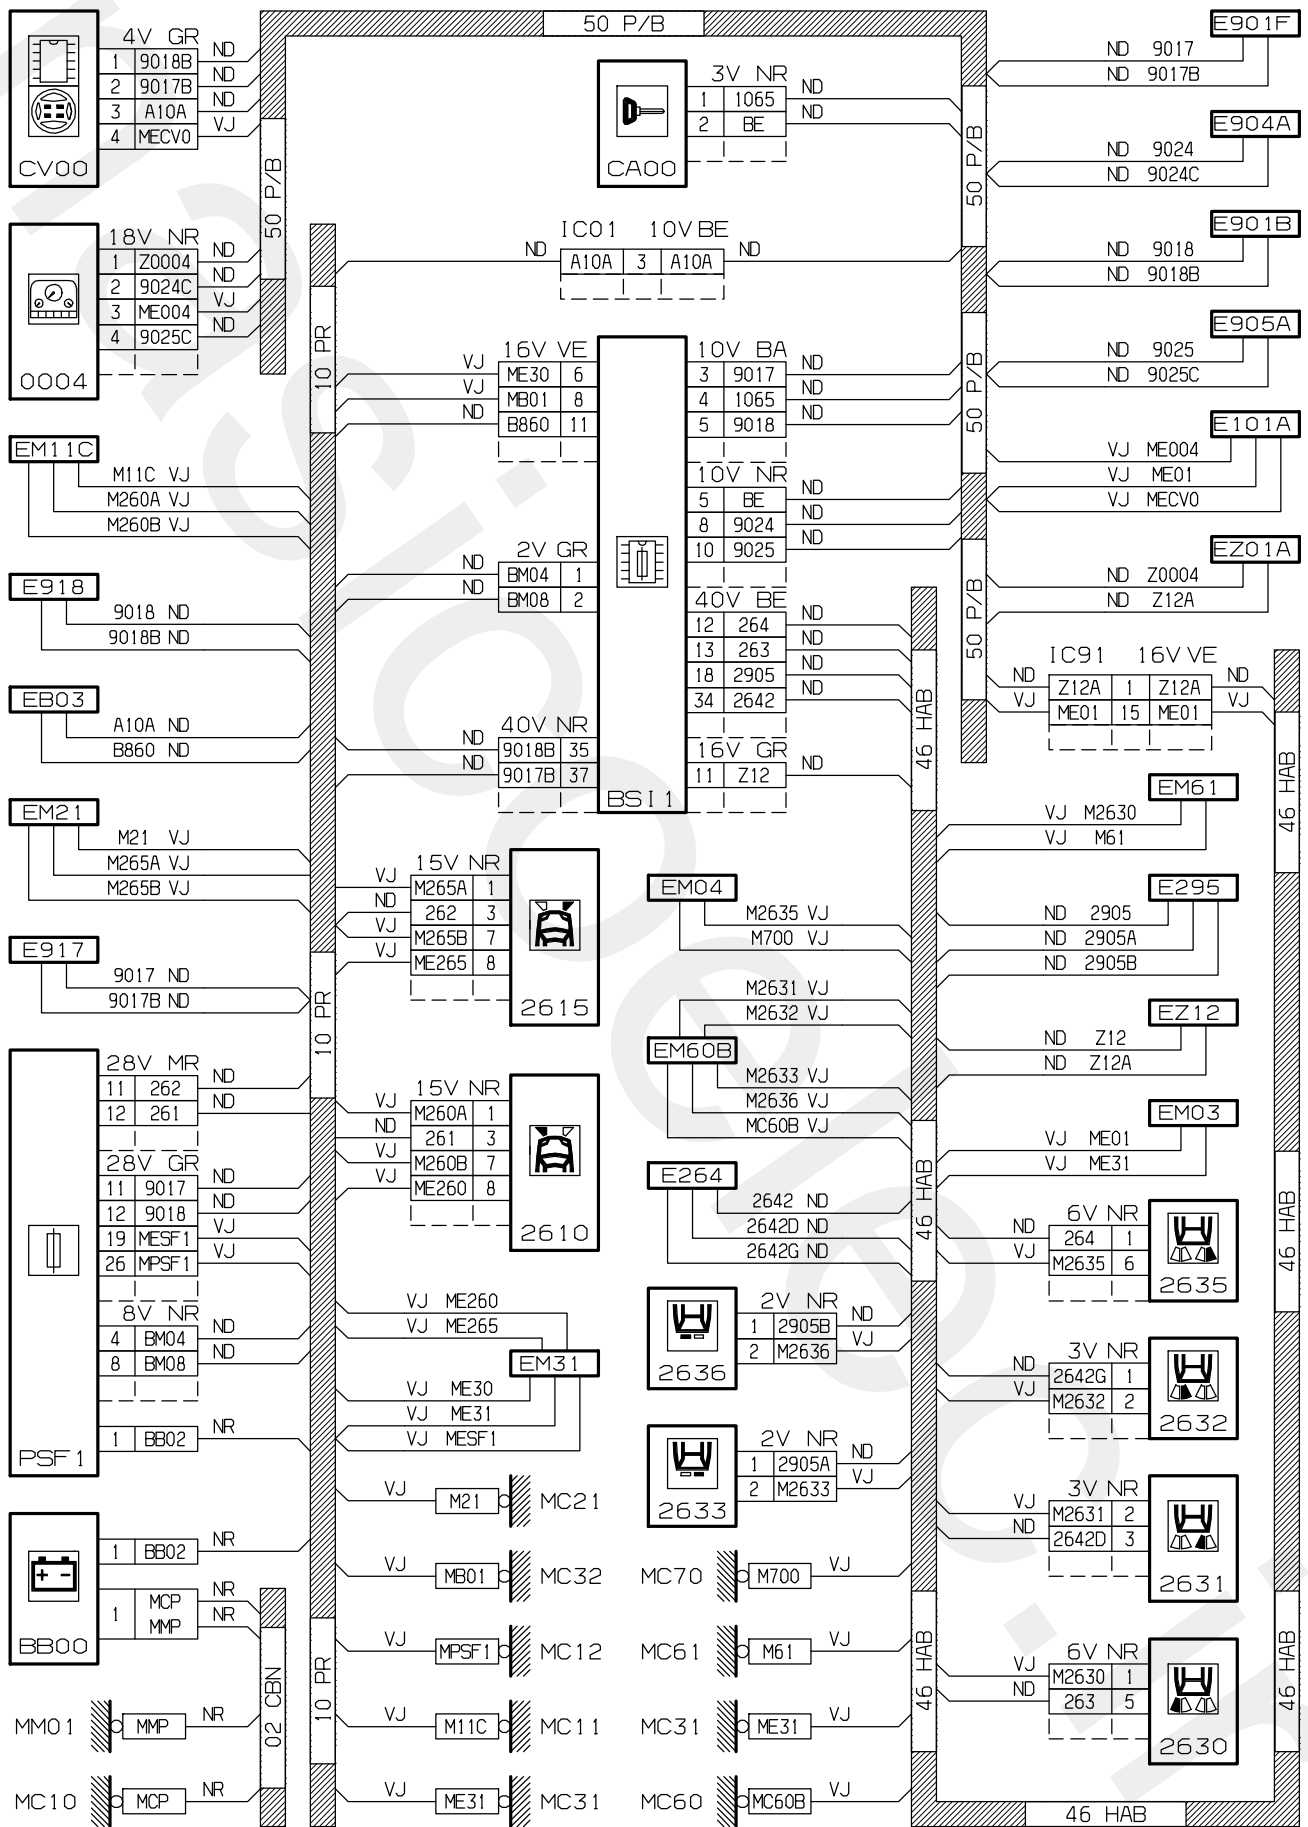 50 P/B
CV00
4V GR
1 9018B ND
2 9017B ND
3 A10A ND
4 MECV0 VJ
50 P/B
0004
18V NR
1 Z0004 ND
2 9024C ND
3 ME004 VJ
4 9025C ND
10 PR
EM11C
M11C VJ
M260A VJ
M260B VJ
E918
9018 ND
9018B ND
EB03
A10A ND
B860 ND
EM21
M21 VJ
M265A VJ
M265B VJ
E917
9017 ND
9017B ND
10 PR
PSF1
28V MR
11 262 ND
12 261 ND
28V GR
11 9017 ND
12 9018 ND
19 MESF1 VJ
26 MPSF1 VJ
8V NR
4 BM04 ND
8 BM08 ND
1 BB02 NR
BB00
1 BB02 NR
1 MCP NR
MMP NR
02 CBN
10 PR
MM01 MMP NR
MC10 MCP NR
CA00
3V NR
1 1065 ND
2 BE ND
50 P/B
IC01 10V BE
ND A10A 3 A10A ND
BSI1
16V VE
VJ ME30 6
VJ MB01 8
ND B860 11
2V GR
ND BM04 1
ND BM08 2
40V NR
ND 9018B 35
ND 9017B 37
10V BA
3 9017 ND
4 1065 ND
5 9018 ND
10V NR
5 BE ND
8 9024 ND
10 9025 ND
40V BE
12 264 ND
13 263 ND
18 2905 ND
34 2642 ND
16V GR
11 Z12 ND
50 P/B
50 P/B
46 HAB
2615
15V NR
VJ M265A 1
ND 262 3
VJ M265B 7
VJ ME265 8
2610
15V NR
VJ M260A 1
ND 261 3
VJ M260B 7
VJ ME260 8
VJ ME260
VJ ME265
EM31
VJ ME30
VJ ME31
VJ MESF1
VJ M21 MC21
VJ MB01 MC32
VJ MPSF1 MC12
VJ M11C MC11
VJ ME31 MC31
EM04
M2635 VJ
M700 VJ
M2631 VJ
M2632 VJ
EM60B
M2633 VJ
M2636 VJ
MC60B VJ
E264
2642 ND
2642D ND
2642G ND
46 HAB
2636
2V NR
1 2905B ND
2 M2636 VJ
2633
2V NR
1 2905A ND
2 M2633 VJ
MC70 M700 VJ
MC61 M61 VJ
MC31 ME31 VJ
MC60 MC60B VJ
46 HAB
E901F
ND 9017
ND 9017B
E904A
ND 9024
ND 9024C
E901B
ND 9018
ND 9018B
E905A
ND 9025
ND 9025C
E101A
VJ ME004
VJ ME01
VJ MECV0
EZ01A
ND Z0004
ND Z12A
IC91 16V VE
ND Z12A 1 Z12A ND
VJ ME01 15 ME01 VJ
46 HAB
EM61
VJ M2630
VJ M61
E295
ND 2905
ND 2905A
ND 2905B
EZ12
ND Z12
ND Z12A
EM03
VJ ME01
VJ ME31
46 HAB
2635
6V NR
ND 264 1
VJ M2635 6
2632
3V NR
ND 2642G 1
VJ M2632 2
2631
3V NR
VJ M2631 2
ND 2642D 3
46 HAB
2630
6V NR
VJ M2630 1
ND 263 5
46 HAB